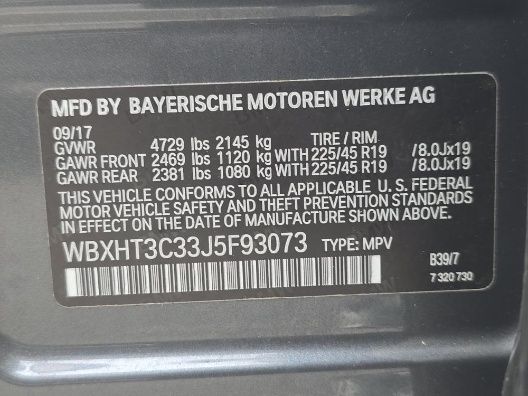 MFD BY BAYERISCHE MOTOREN WERKE AG
09/17
GVWR 4729 lbs 2145 kg TIRE / RIM
GAWR FRONT 2469 lbs 1120 kg WITH 225/45 R19 /8.0Jx19
GAWR REAR 2381 lbs 1080 kg WITH 225/45 R19 /8.0Jx19
THIS VEHICLE CONFORMS TO ALL APPLICABLE U. S. FEDERAL
MOTOR VEHICLE SAFETY AND THEFT PREVENTION STANDARDS
IN EFFECT ON THE DATE OF MANUFACTURE SHOWN ABOVE.
WBXHT3C33J5F93073 TYPE: MPV
B39/7
7 320 730